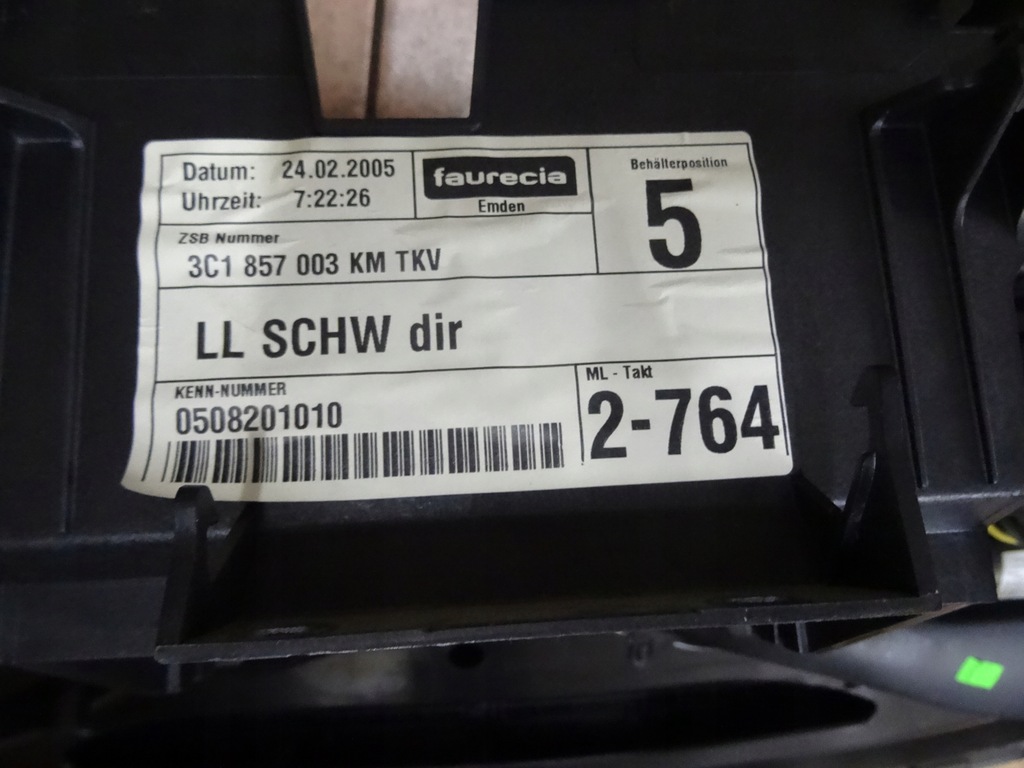 Datum: 24.02.2005
Uhrzeit: 7:22:26
faurecia
Emden
Behälterposition
5
ZSB Nummer
3C1 857 003 KM TKV
LL SCHW dir
KENN-NUMMER
0508201010
ML - Takt
2-764